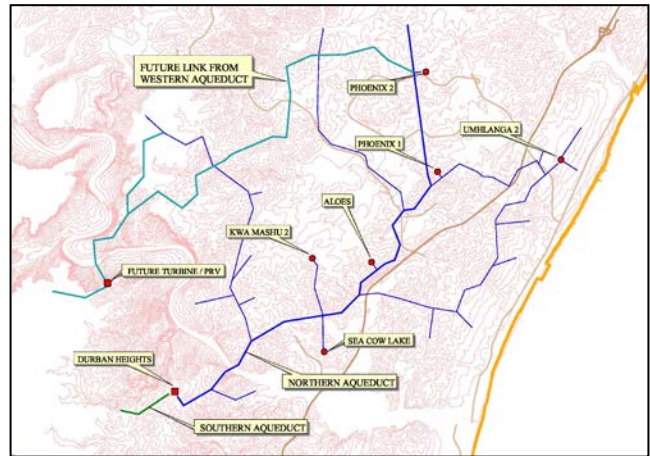 FUTURE LINK FROM
WESTERN AQUEDUCT
PHOENIX 2
UMHLANGA 2
PHOENIX 1
ALOES
KWA MASHU 2
FUTURE TURBINE / PRV
SEA COW LAKE
DURBAN HEIGHTS
NORTHERN AQUEDUCT
SOUTHERN AQUEDUCT